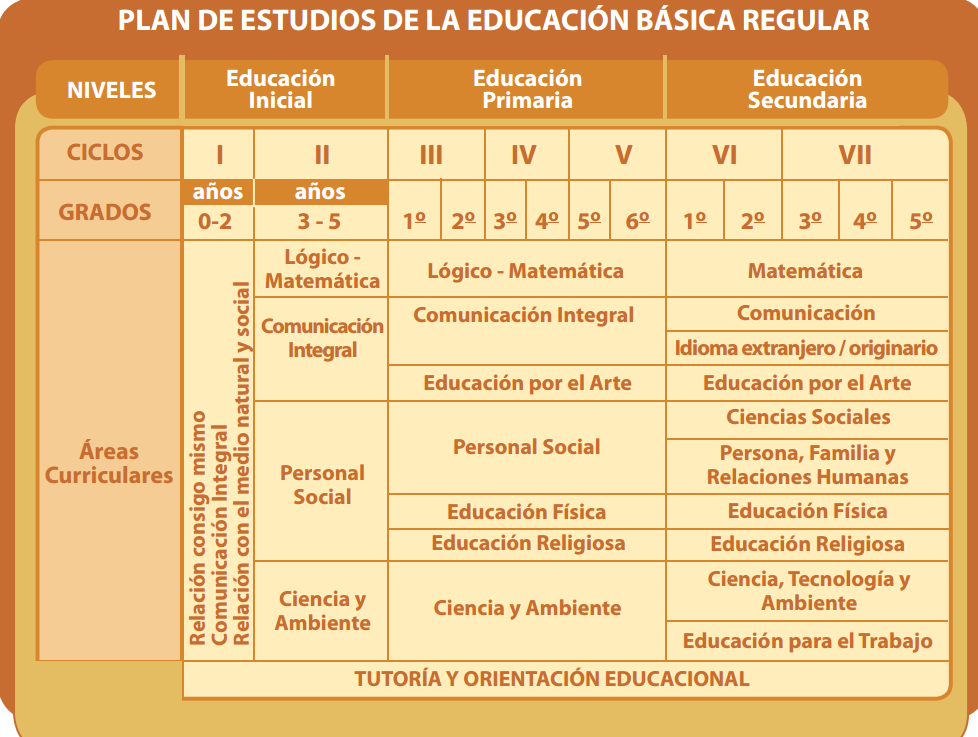 PLAN DE ESTUDIOS DE LA EDUCACIÓN BÁSICA REGULAR
NIVELES
Educación
Inicial
Educación
Primaria
Educación
Secundaria
CICLOS
I
II
III
IV
V
VI
VII
GRADOS
años
0-2
años
3 - 5
1º
2º
3º
4º
5º
6º
1º
2º
3º
4º
5º
Áreas
Curriculares
Relación consigo mismo
Comunicación Integral
Relación con el medio natural y social
Lógico -
Matemática
Lógico - Matemática
Matemática
Comunicación
Integral
Comunicación Integral
Comunicación
Idioma extranjero / originario
Educación por el Arte
Educación por el Arte
Personal
Social
Personal Social
Ciencias Sociales
Persona, Familia y
Relaciones Humanas
Educación Física
Educación Física
Educación Religiosa
Educación Religiosa
Ciencia y
Ambiente
Ciencia y Ambiente
Ciencia, Tecnología y
Ambiente
Educación para el Trabajo
TUTORÍA Y ORIENTACIÓN EDUCACIONAL